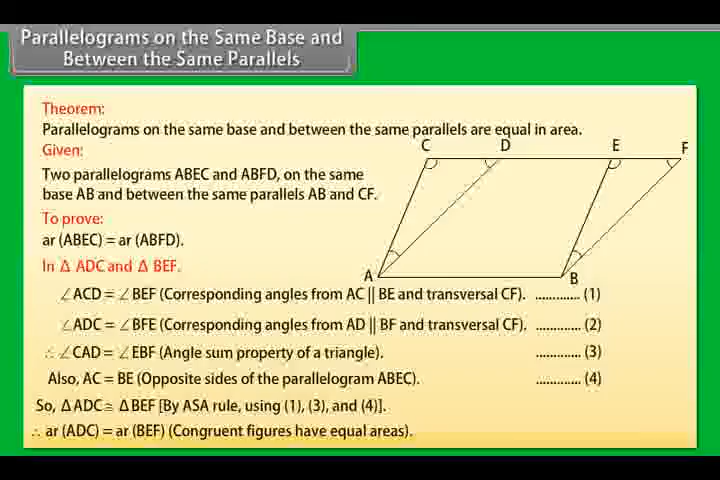 Parallelograms on the Same Base and
Between the Same Parallels
Theorem:
Parallelograms on the same base and between the same parallels are equal in area.
Given:
Two parallelograms ABEC and ABFD, on the same
base AB and between the same parallels AB and CF.
To prove:
ar (ABEC) = ar (ABFD).
C D E F
A B
In Δ ADC and Δ BEF.
∠ACD = ∠BEF (Corresponding angles from AC || BE and transversal CF). ............. (1)
∠ADC = ∠BFE (Corresponding angles from AD || BF and transversal CF). ............. (2)
∴ ∠CAD = ∠EBF (Angle sum property of a triangle). ............. (3)
Also, AC = BE (Opposite sides of the parallelogram ABEC). ............. (4)
So, Δ ADC ≅ Δ BEF [By ASA rule, using (1), (3), and (4)].
∴ ar (ADC) = ar (BEF) (Congruent figures have equal areas).